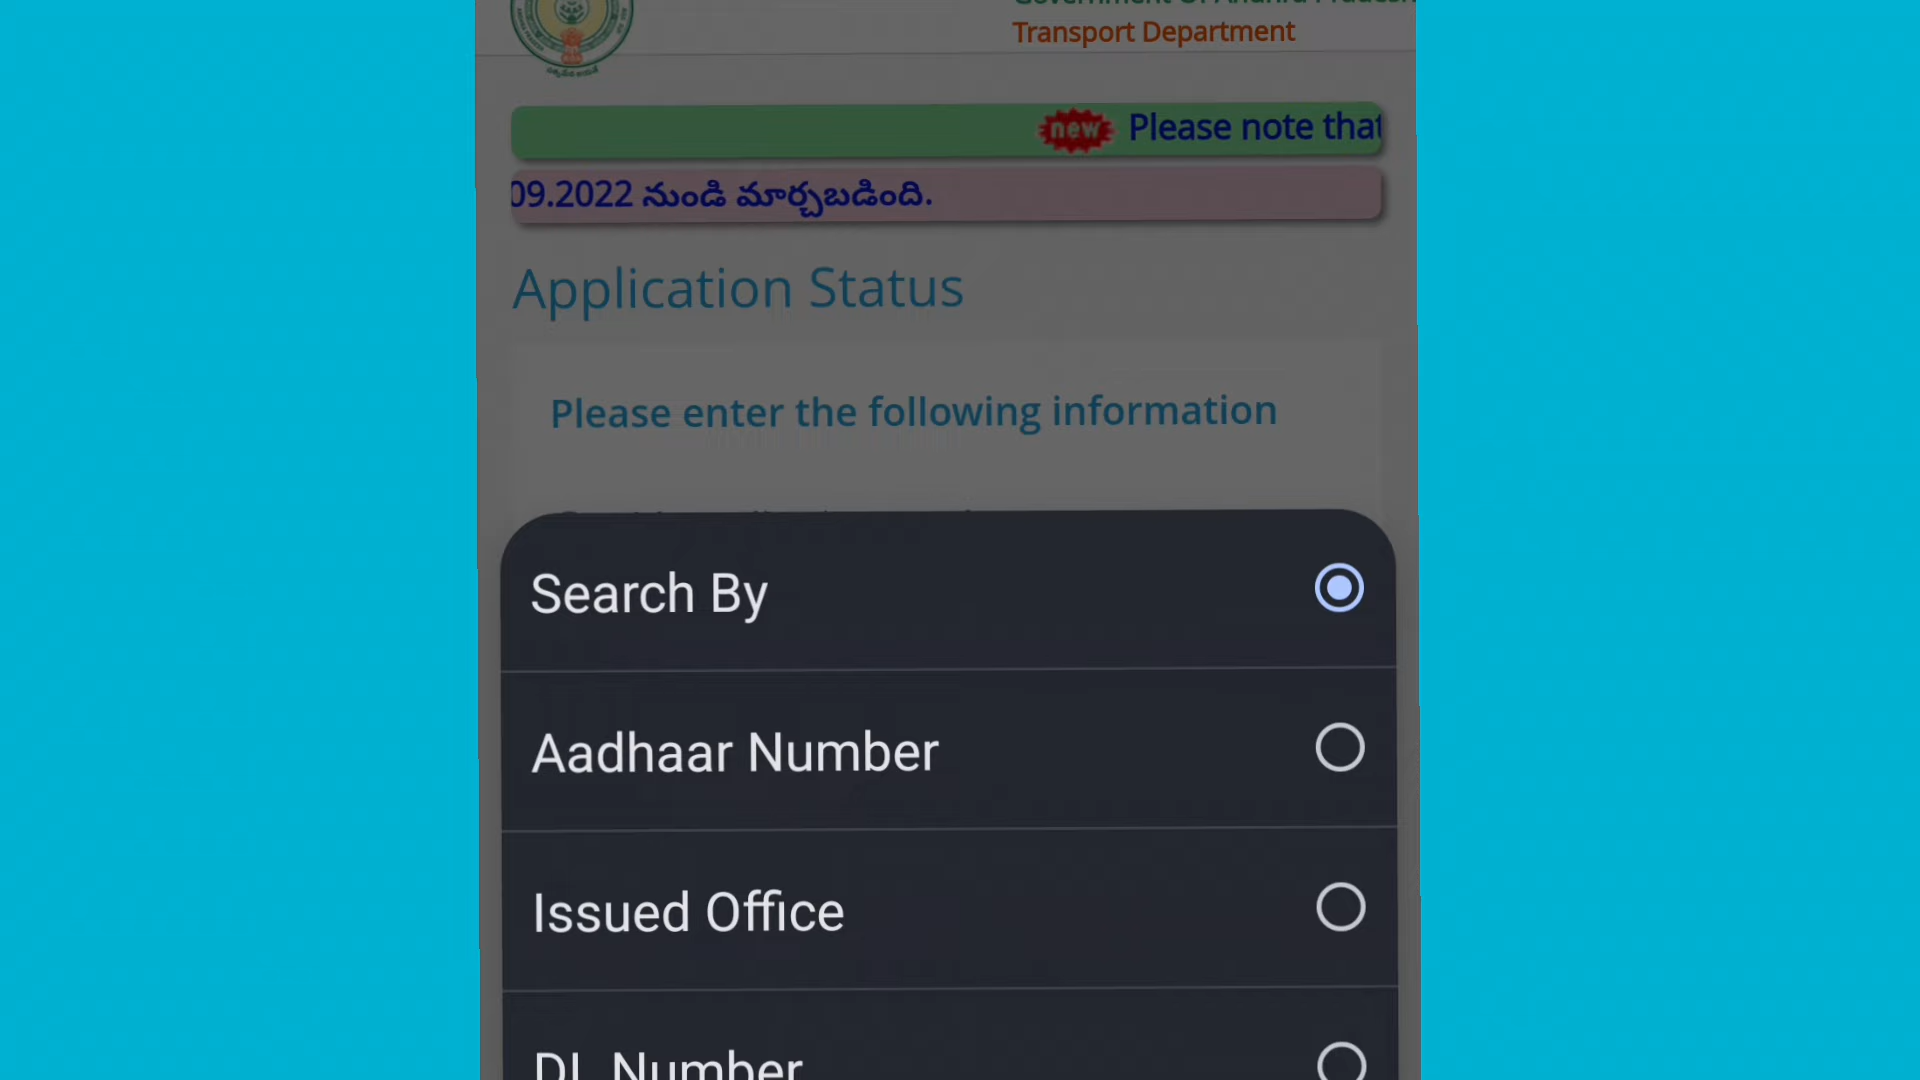 Transport Department
new Please note that
09.2022 నుండి మార్చబడింది.
Application Status
Please enter the following information
Search By
Aadhaar Number
Issued Office
DL Number